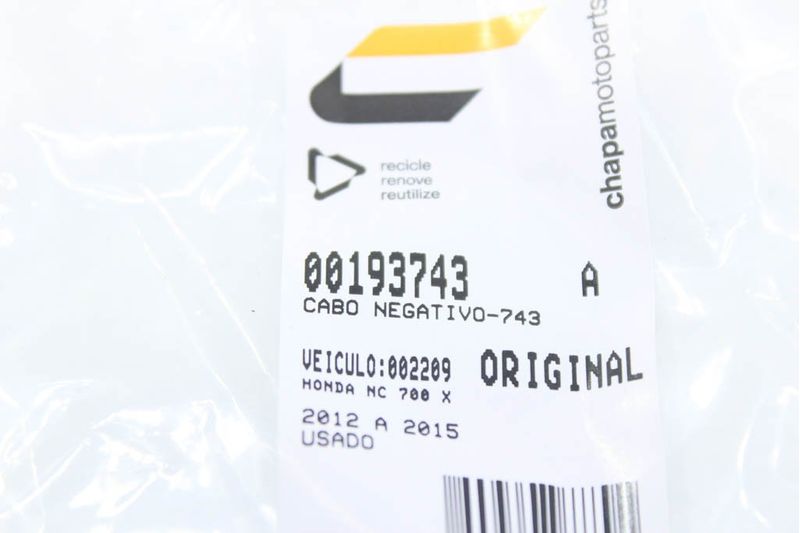 chapamotoparts
recicle
renove
reutilize
00193743 A
CABO NEGATIVO-743
VEICULO:002209 ORIGINAL
HONDA NC 700 X
2012 A 2015
USADO